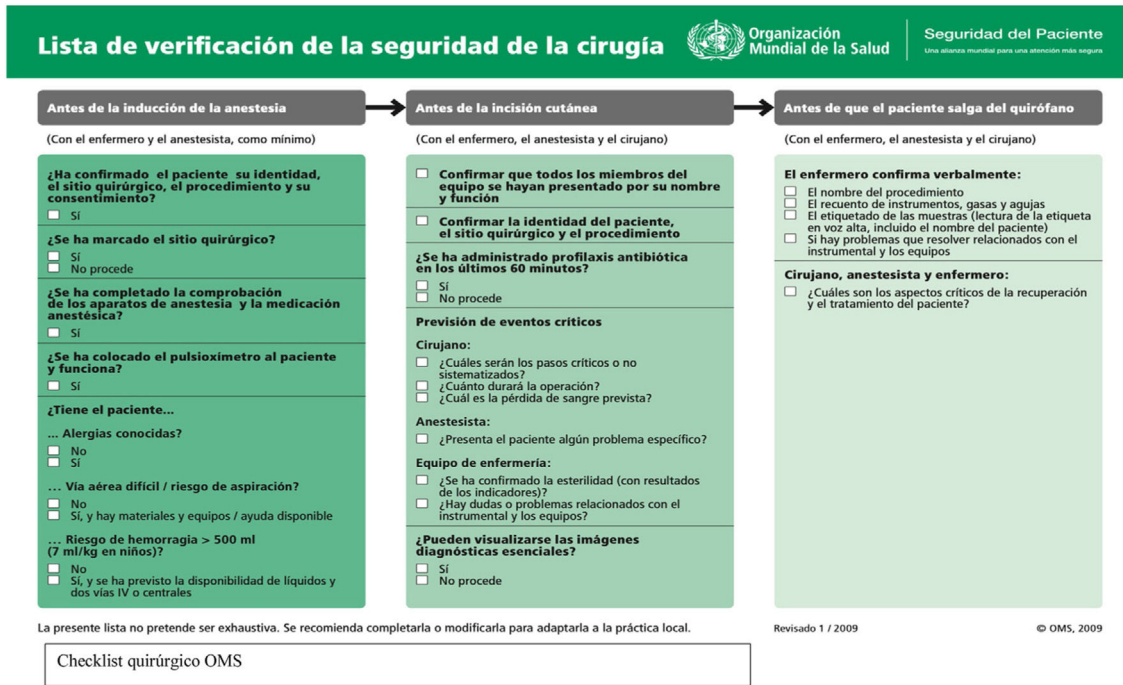 Lista de verificación de la seguridad de la cirugía
Organización
Mundial de la Salud
Seguridad del Paciente
Una alianza mundial para una atención más segura
Antes de la inducción de la anestesia
(Con el enfermero y el anestesista, como mínimo)
¿Ha confirmado el paciente su identidad,
el sitio quirúrgico, el procedimiento y su
consentimiento?
Sí
¿Se ha marcado el sitio quirúrgico?
Sí
No procede
¿Se ha completado la comprobación
de los aparatos de anestesia y la medicación
anestésica?
Sí
¿Se ha colocado el pulsioxímetro al paciente
y funciona?
Sí
¿Tiene el paciente...
... Alergias conocidas?
No
Sí
... Vía aérea difícil / riesgo de aspiración?
No
Sí, y hay materiales y equipos / ayuda disponible
... Riesgo de hemorragia > 500 ml
(7 ml/kg en niños)?
No
Sí, y se ha previsto la disponibilidad de líquidos y
dos vías IV o centrales
Antes de la incisión cutánea
(Con el enfermero, el anestesista y el cirujano)
Confirmar que todos los miembros del
equipo se hayan presentado por su nombre
y función
Confirmar la identidad del paciente,
el sitio quirúrgico y el procedimiento
¿Se ha administrado profilaxis antibiótica
en los últimos 60 minutos?
Sí
No procede
Previsión de eventos críticos
Cirujano:
¿Cuáles serán los pasos críticos o no
sistematizados?
¿Cuánto durará la operación?
¿Cuál es la pérdida de sangre prevista?
Anestesista:
¿Presenta el paciente algún problema específico?
Equipo de enfermería:
¿Se ha confirmado la esterilidad (con resultados
de los indicadores)?
¿Hay dudas o problemas relacionados con el
instrumental y los equipos?
¿Pueden visualizarse las imágenes
diagnósticas esenciales?
Sí
No procede
Antes de que el paciente salga del quirófano
(Con el enfermero, el anestesista y el cirujano)
El enfermero confirma verbalmente:
El nombre del procedimiento
El recuento de instrumentos, gasas y agujas
El etiquetado de las muestras (lectura de la etiqueta
en voz alta, incluido el nombre del paciente)
Si hay problemas que resolver relacionados con el
instrumental y los equipos
Cirujano, anestesista y enfermero:
¿Cuáles son los aspectos críticos de la recuperación
y el tratamiento del paciente?
La presente lista no pretende ser exhaustiva. Se recomienda completarla o modificarla para adaptarla a la práctica local.
Revisado 1 / 2009
© OMS, 2009
Checklist quirúrgico OMS